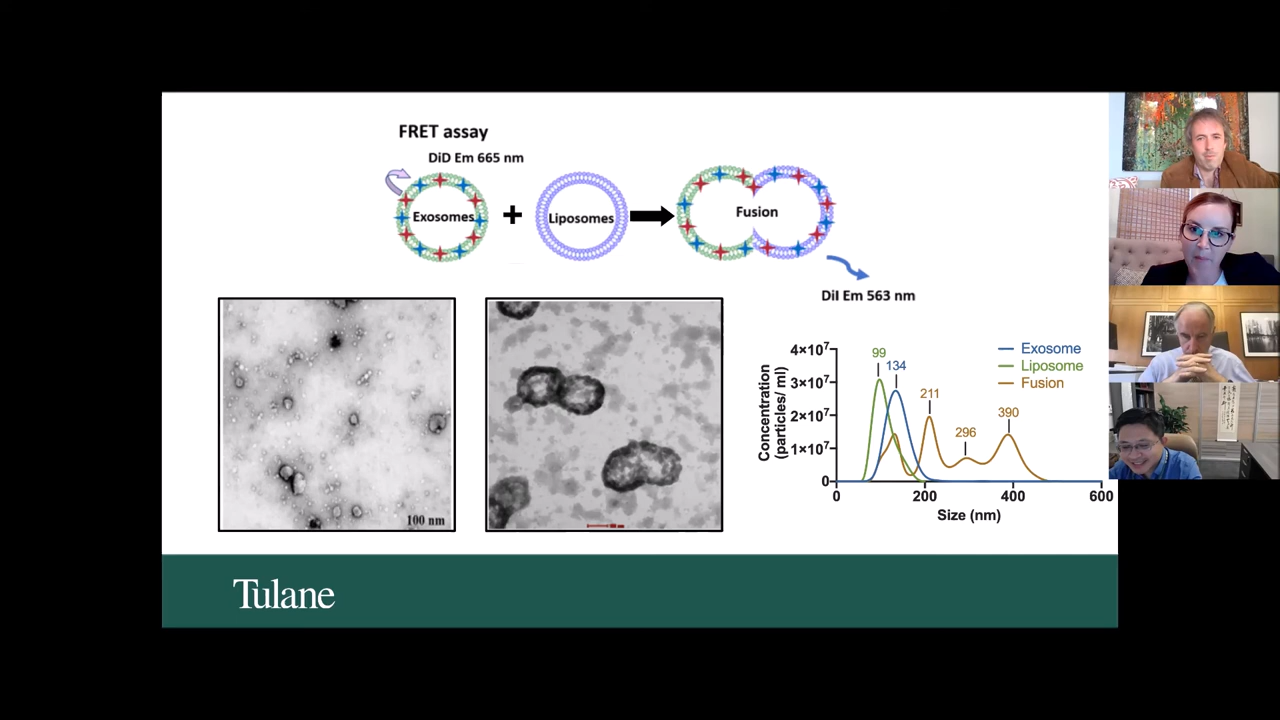 FRET assay
DiD Em 665 nm
Exosomes
+
Liposomes
Fusion
DiI Em 563 nm
100 nm
Concentration
(particles/ ml)
4×10⁷
3×10⁷
2×10⁷
1×10⁷
0
99
134
211
296
390
Exosome
Liposome
Fusion
0 200 400 600
Size (nm)
Tulane